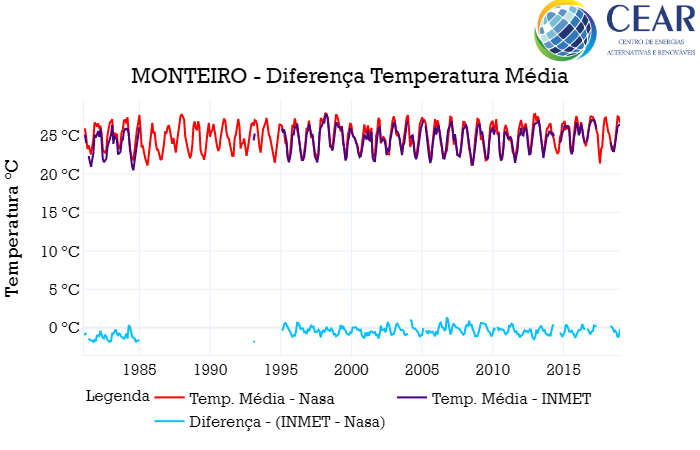 CEAR
CENTRO DE ENERGIAS
ALTERNATIVAS E RENOVÁVEIS
MONTEIRO - Diferença Temperatura Média
Temperatura °C
25 °C
20 °C
15 °C
10 °C
5 °C
0 °C
1985 1990 1995 2000 2005 2010 2015
Legenda Temp. Média - Nasa Temp. Média - INMET
Diferença - (INMET - Nasa)